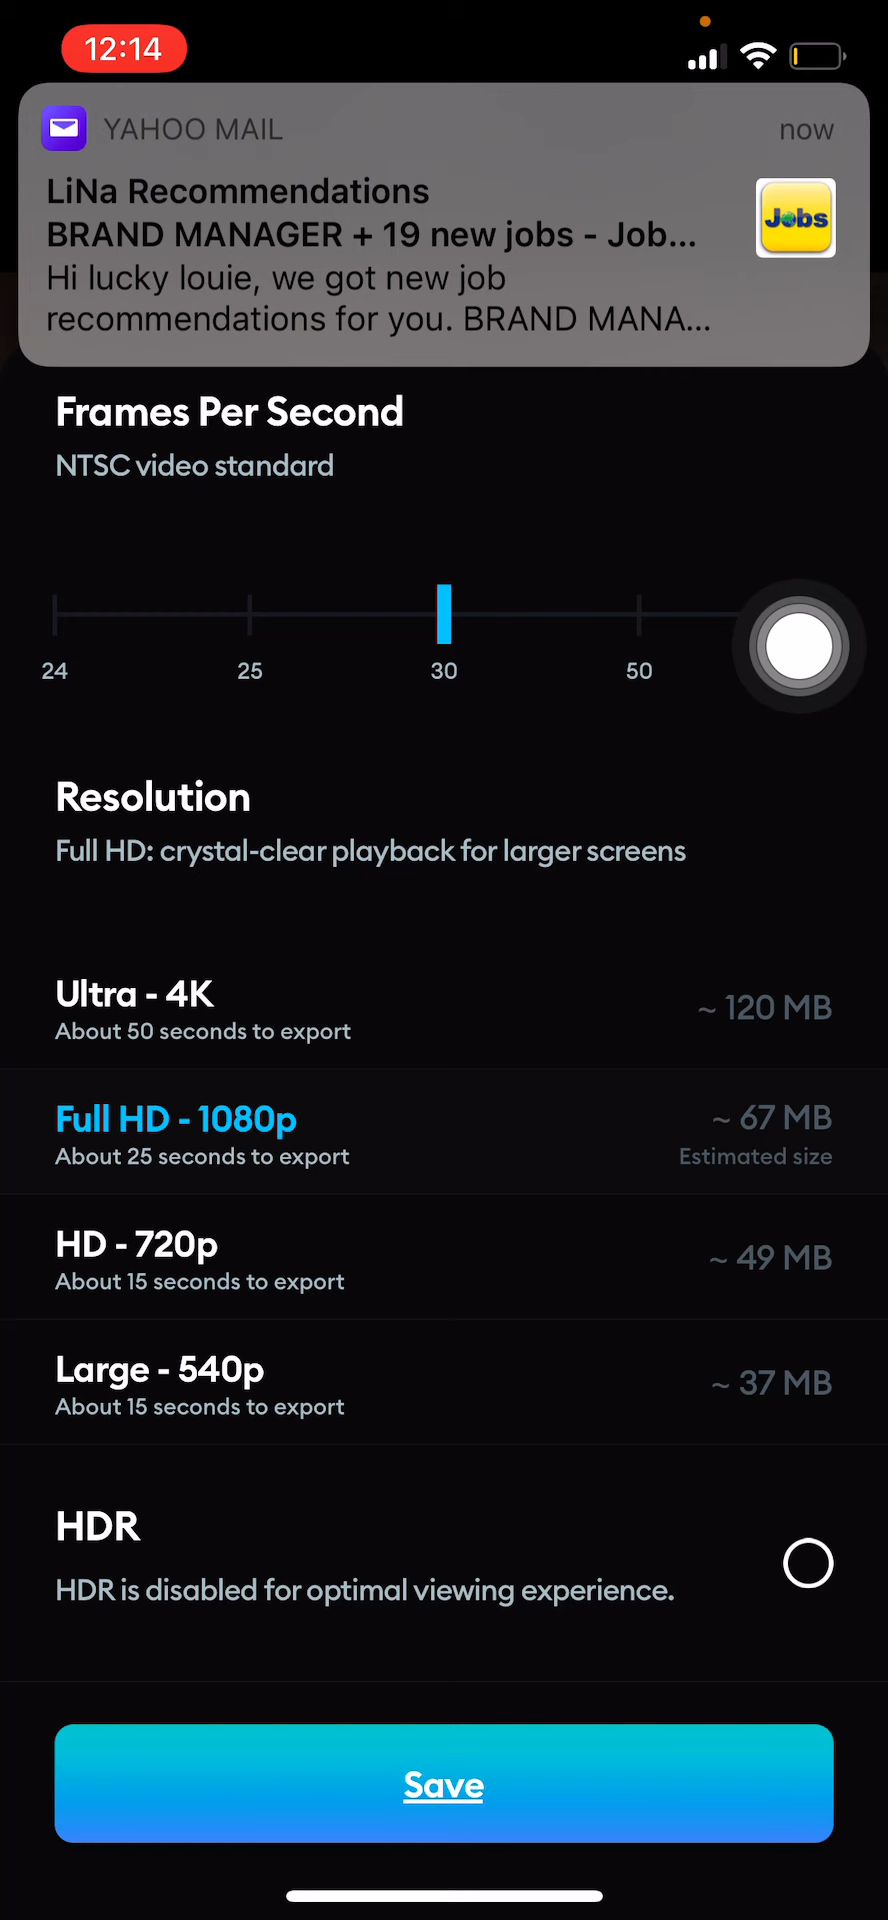 12:14
YAHOO MAIL
now
LiNa Recommendations
BRAND MANAGER + 19 new jobs - Job...
Jobs
Hi lucky louie, we got new job
recommendations for you. BRAND MANA...
Frames Per Second
NTSC video standard
24 25 30 50
Resolution
Full HD: crystal-clear playback for larger screens
Ultra - 4K
~ 120 MB
About 50 seconds to export
Full HD - 1080p
~ 67 MB
About 25 seconds to export
Estimated size
HD - 720p
~ 49 MB
About 15 seconds to export
Large - 540p
~ 37 MB
About 15 seconds to export
HDR
HDR is disabled for optimal viewing experience.
Save